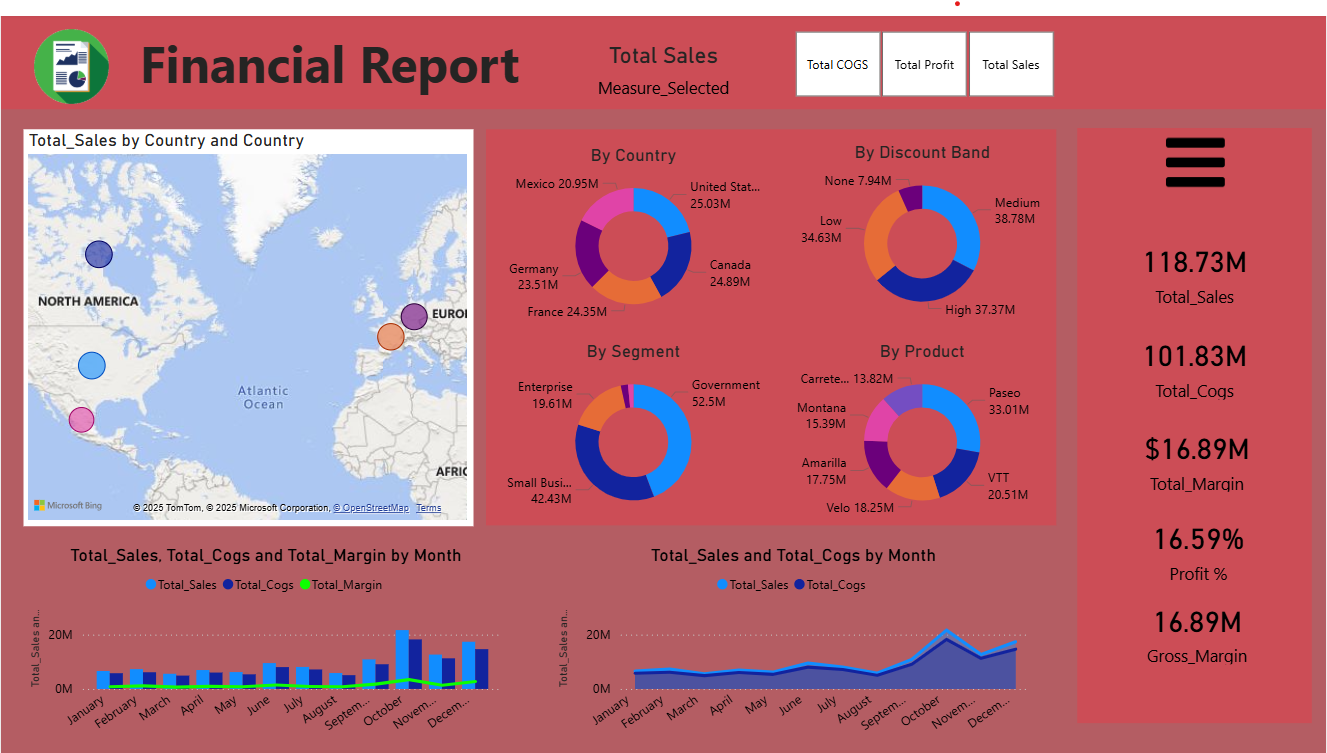 Financial Report
Total Sales
Measure_Selected
Total COGS
Total Profit
Total Sales
Total_Sales by Country and Country
NORTH AMERICA
EUROI
Atlantic
Ocean
AFRIC
Microsoft Bing
© 2025 TomTom, © 2025 Microsoft Corporation, © OpenStreetMap Terms
By Country
Mexico 20.95M
United Stat...
25.03M
Germany
23.51M
Canada
24.89M
France 24.35M
By Discount Band
None 7.94M
Medium
38.78M
Low
34.63M
High 37.37M
By Segment
Enterprise
19.61M
Government
52.5M
Small Busi...
42.43M
By Product
Carrete... 13.82M
Paseo
33.01M
Montana
15.39M
Amarilla
17.75M
VTT
20.51M
Velo 18.25M
118.73M
Total_Sales
101.83M
Total_Cogs
$16.89M
Total_Margin
16.59%
Profit %
16.89M
Gross_Margin
Total_Sales, Total_Cogs and Total_Margin by Month
Total_Sales Total_Cogs Total_Margin
Total_Sales an...
20M
0M
January
February
March
April
May
June
July
August
Septem...
October
Novem...
Decem...
Total_Sales and Total_Cogs by Month
Total_Sales Total_Cogs
Total_Sales an...
20M
0M
January
February
March
April
May
June
July
August
Septem...
October
Novem...
Decem...